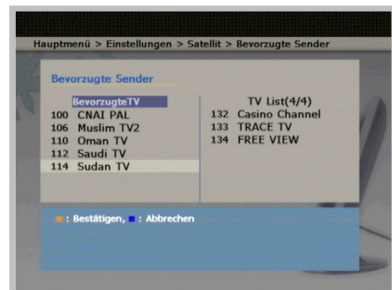 Hauptmenü > Einstellungen > Satellit > Bevorzugte Sender
Bevorzugte Sender
BevorzugteTV
100 CNAI PAL
106 Muslim TV2
110 Oman TV
112 Saudi TV
114 Sudan TV
TV List(4/4)
132 Casino Channel
133 TRACE TV
134 FREE VIEW
: Bestätigen, : Abbrechen